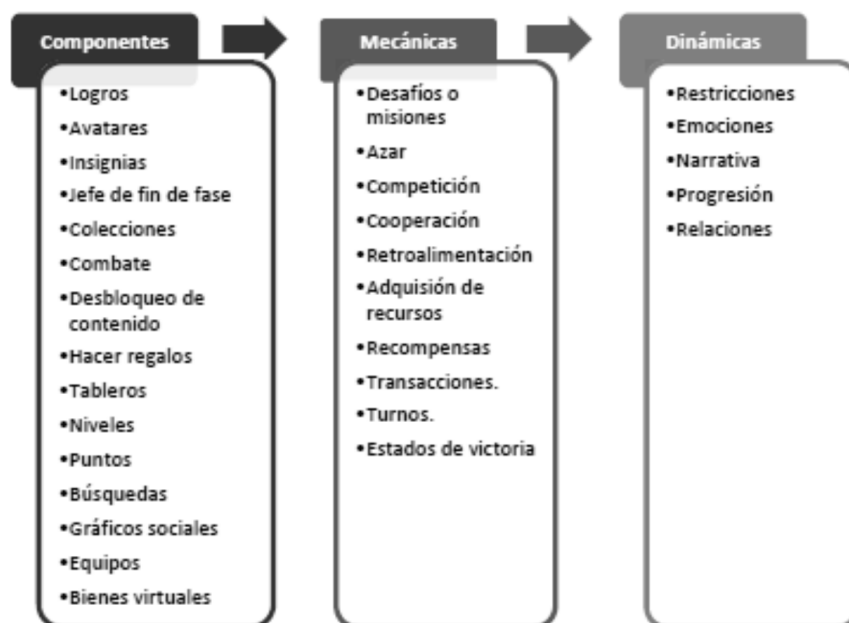 Componentes
•Logros
•Avatares
•Insignias
•Jefe de fin de fase
•Colecciones
•Combate
•Desbloqueo de
contenido
•Hacer regalos
•Tableros
•Niveles
•Puntos
•Búsquedas
•Gráficos sociales
•Equipos
•Bienes virtuales
Mecánicas
•Desafíos o
misiones
•Azar
•Competición
•Cooperación
•Retroalimentación
•Adquisión de
recursos
•Recompensas
•Transacciones.
•Turnos.
•Estados de victoria
Dinámicas
•Restricciones
•Emociones
•Narrativa
•Progresión
•Relaciones